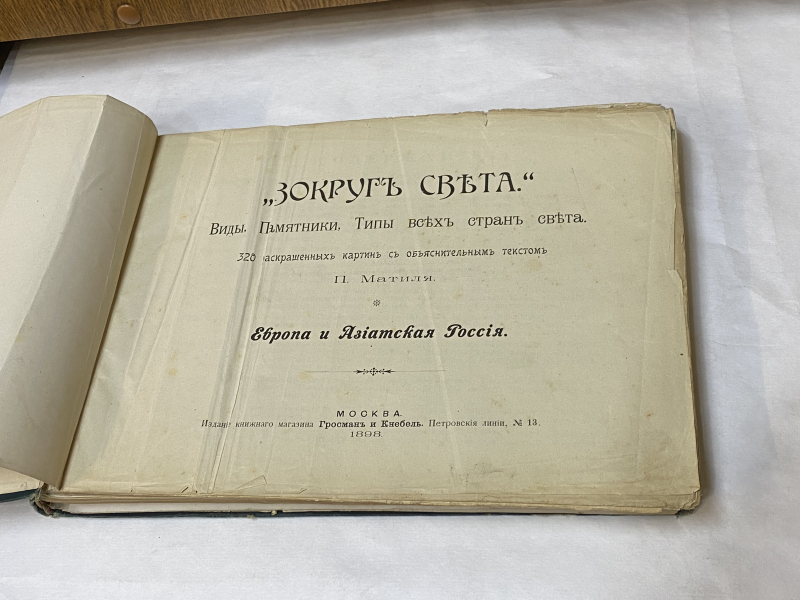 „ЗОКРУГЪ СВѢТА.“
Виды, Памятники, Типы всѣхъ странъ свѣта.
320 раскрашенныхъ картинъ съ объяснительнымъ текстомъ
П. Матиля.
Европа и Азіатская Россія.
МОСКВА.
Изданіе книжнаго магазина Гросманъ и Кнебель. Петровскія линіи, № 13.
1898.